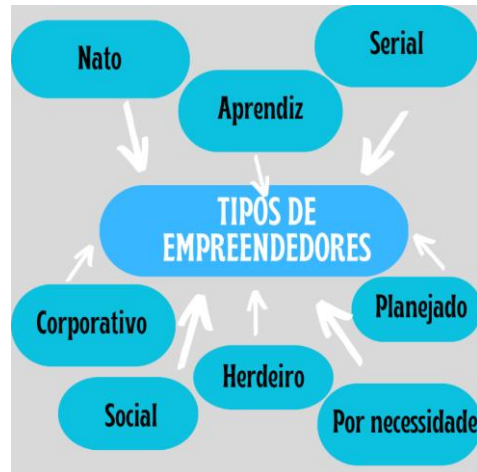 Nato
Serial
Aprendiz
TIPOS DE
EMPREENDEDORES
Corporativo
Planejado
Herdeiro
Social
Por necessidade